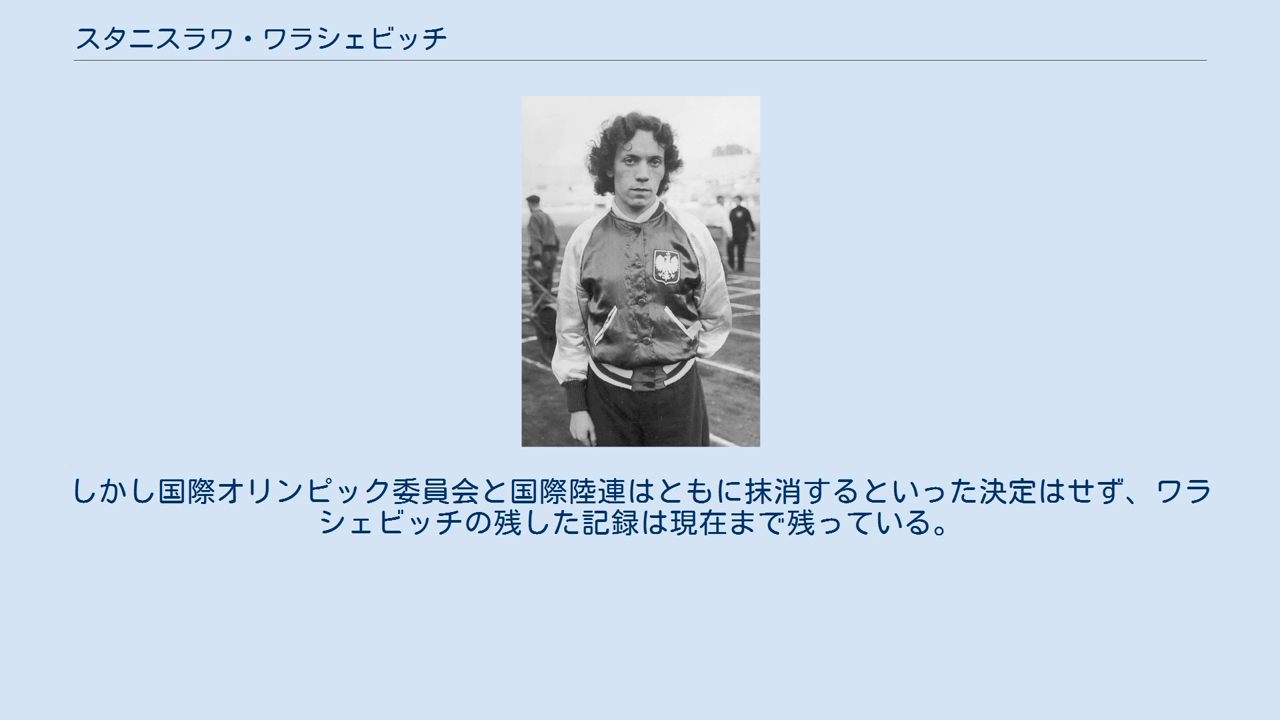 スタニスラワ・ワラシェビッチ
しかし国際オリンピック委員会と国際陸連はともに抹消するといった決定はせず、ワラ
シェビッチの残した記録は現在まで残っている。